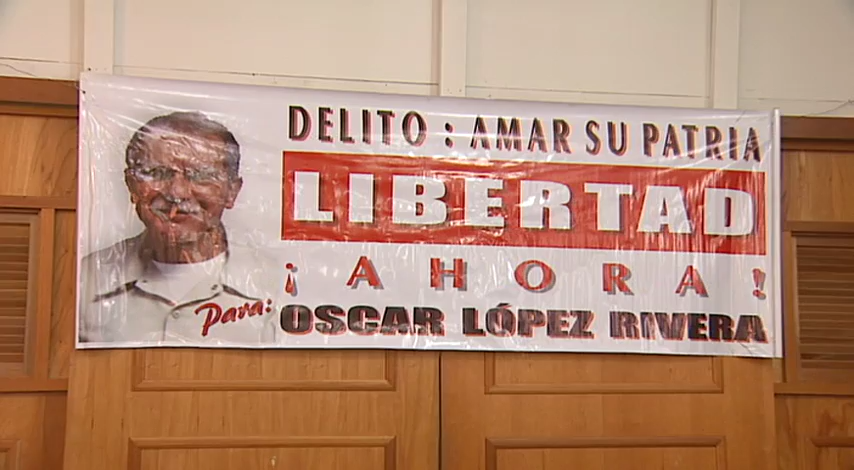 DELITO : AMAR SU PATRIA
LIBERTAD
¡AHORA!
Para: OSCAR LÓPEZ RIVERA